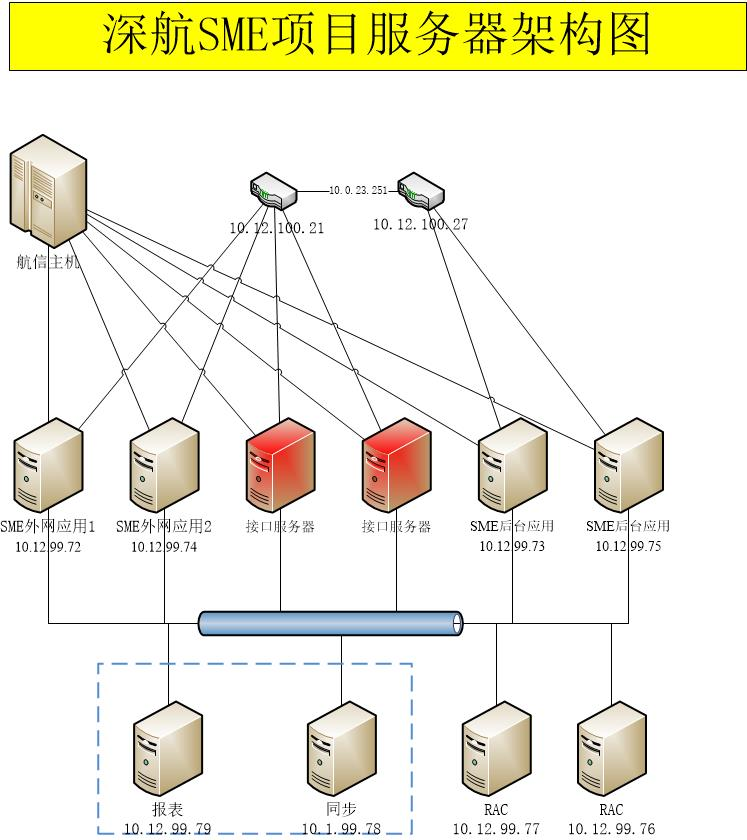 深航SME项目服务器架构图
10.0.23.251
10.12.100.21
10.12.100.27
航信主机
SME外网应用1
10.12.99.72
SME外网应用2
10.12.99.74
接口服务器
接口服务器
SME后台应用
10.12.99.73
SME后台应用
10.12.99.75
报表
10.12.99.79
同步
10.1.99.78
RAC
10.12.99.77
RAC
10.12.99.76